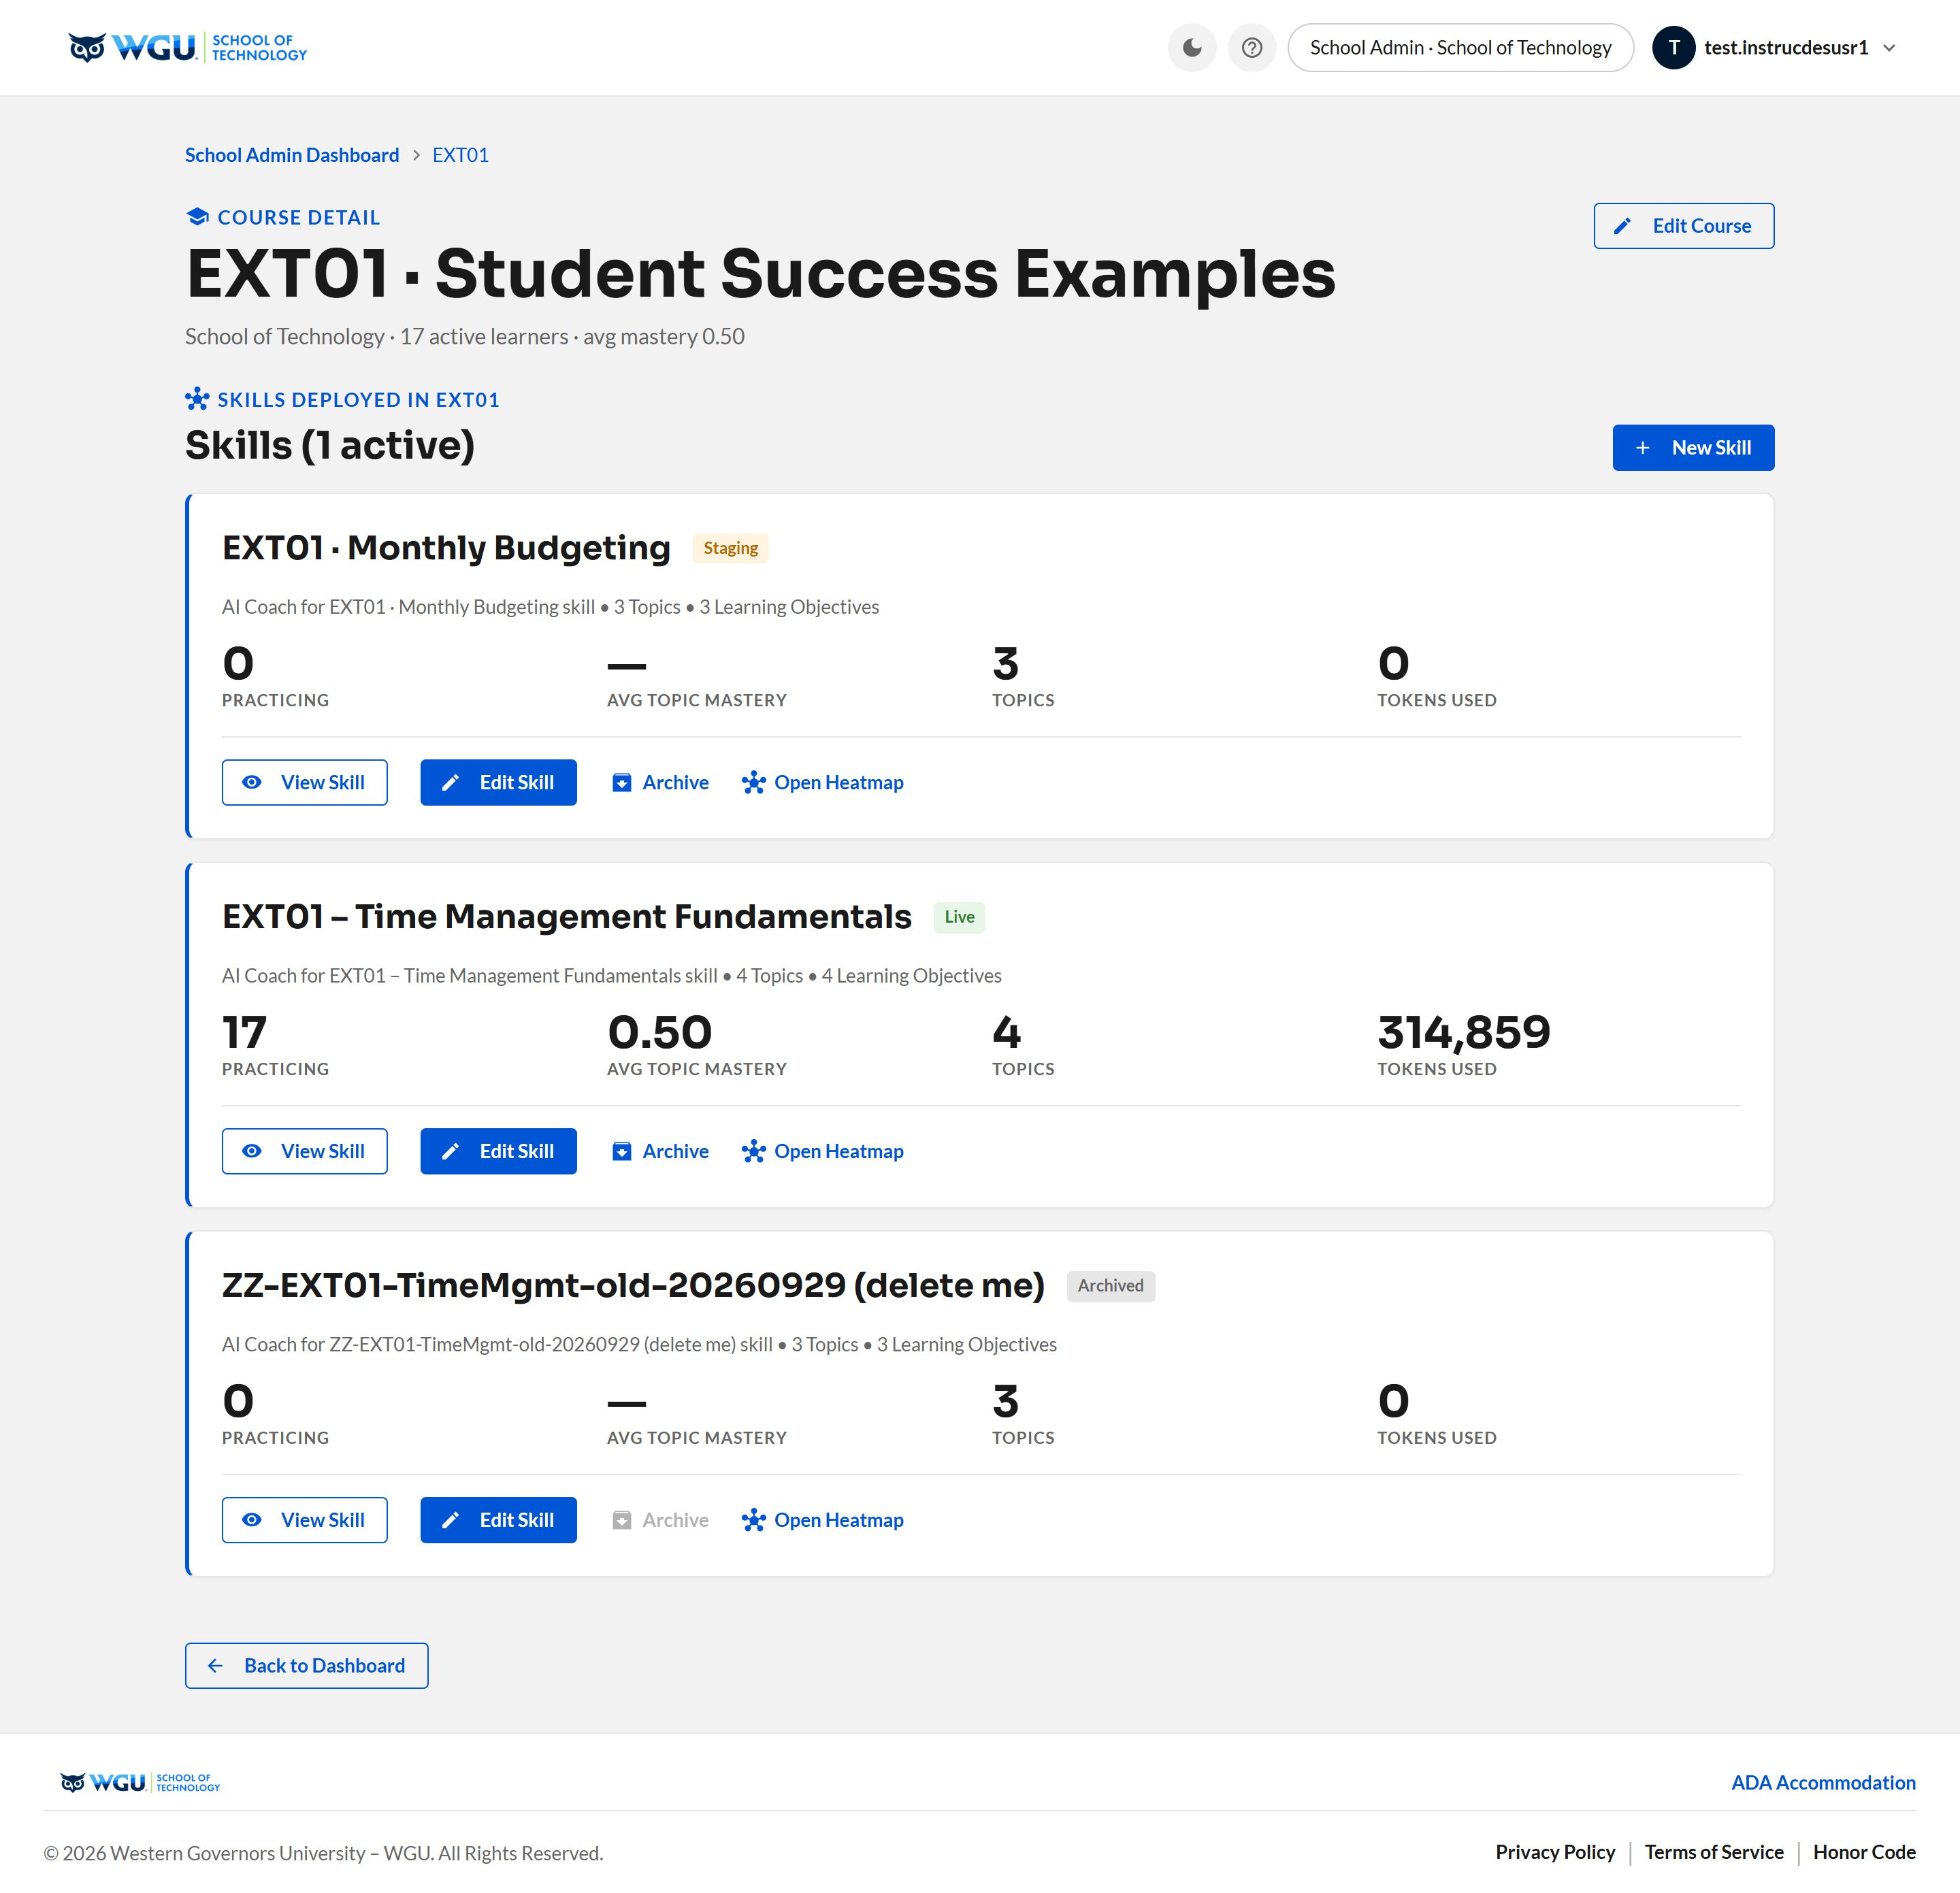 WGU. SCHOOL OF
TECHNOLOGY
School Admin · School of Technology
T test.instrucdesusr1
School Admin Dashboard > EXT01
COURSE DETAIL
Edit Course
EXT01 · Student Success Examples
School of Technology · 17 active learners · avg mastery 0.50
SKILLS DEPLOYED IN EXT01
Skills (1 active)
+ New Skill
EXT01 · Monthly Budgeting Staging
AI Coach for EXT01 · Monthly Budgeting skill • 3 Topics • 3 Learning Objectives
0 — 3 0
PRACTICING AVG TOPIC MASTERY TOPICS TOKENS USED
View Skill Edit Skill Archive Open Heatmap
EXT01 – Time Management Fundamentals Live
AI Coach for EXT01 – Time Management Fundamentals skill • 4 Topics • 4 Learning Objectives
17 0.50 4 314,859
PRACTICING AVG TOPIC MASTERY TOPICS TOKENS USED
View Skill Edit Skill Archive Open Heatmap
ZZ-EXT01-TimeMgmt-old-20260929 (delete me) Archived
AI Coach for ZZ-EXT01-TimeMgmt-old-20260929 (delete me) skill • 3 Topics • 3 Learning Objectives
0 — 3 0
PRACTICING AVG TOPIC MASTERY TOPICS TOKENS USED
View Skill Edit Skill Archive Open Heatmap
Back to Dashboard
WGU. SCHOOL OF
TECHNOLOGY
ADA Accommodation
© 2026 Western Governors University – WGU. All Rights Reserved.
Privacy Policy | Terms of Service | Honor Code